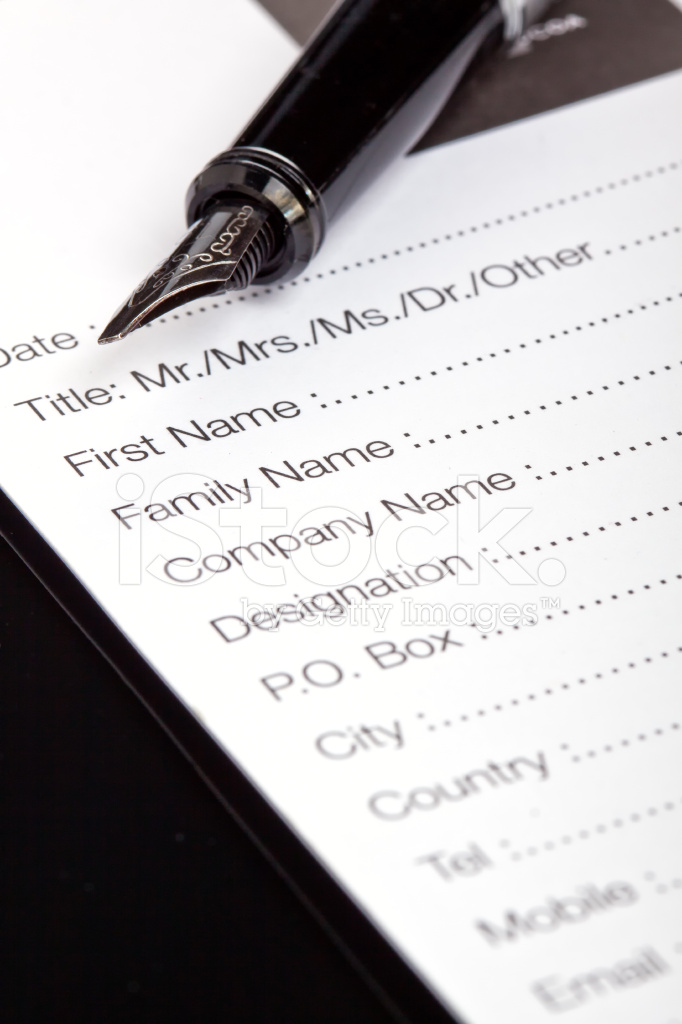 Date :
Title: Mr./Mrs./Ms./Dr./Other
First Name :
Family Name :
Company Name :
Designation :
iStock.
by Getty Images™
P.O. Box :
City :
Country :
Tel :
Mobile :
Email